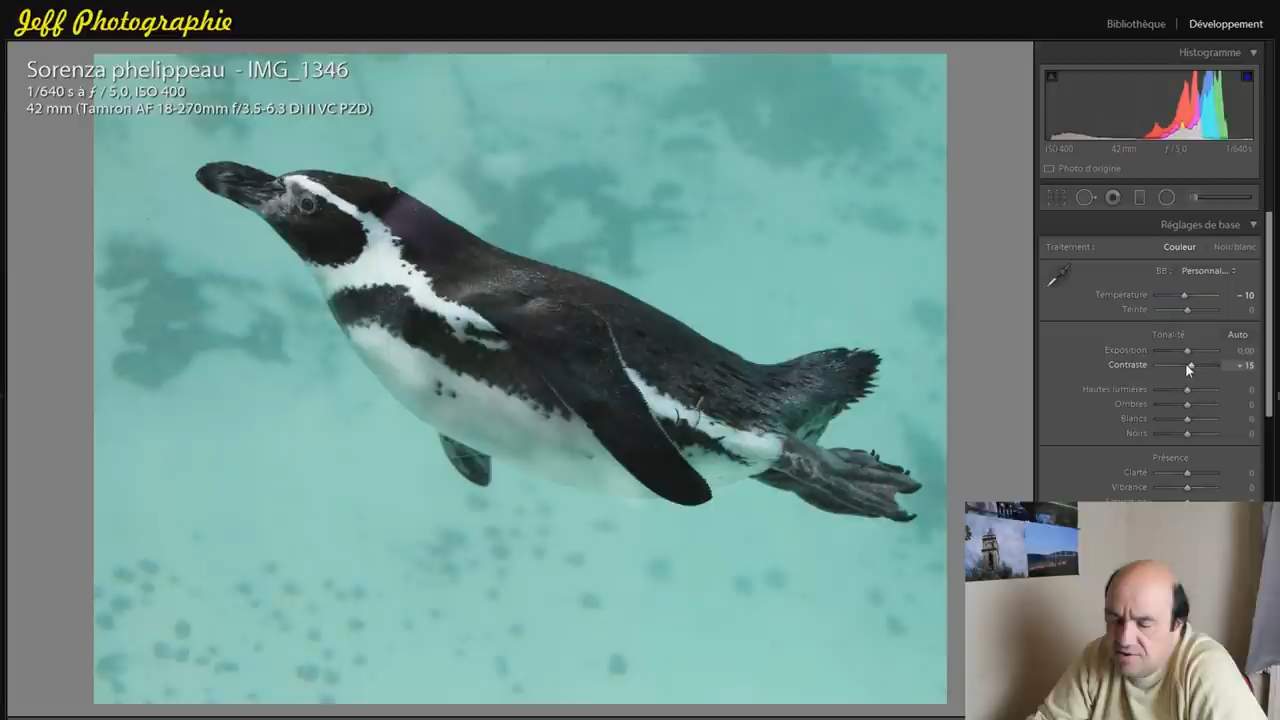 Jeff Photographie
Bibliothèque | Développement
Sorenza phelippeau - IMG_1346
1/640 s à ƒ / 5,0, ISO 400
42 mm (Tamron AF 18-270mm f/3.5-6.3 Di II VC PZD)
Histogramme
ISO 400 42 mm ƒ / 5,0 1/640 s
Photo d'origine
Réglages de base
Traitement : Couleur Noir/blanc
BB : Personnal...
Température - 10
Teinte 0
Tonalité Auto
Exposition 0,00
Contraste + 15
Hautes lumières 0
Ombres 0
Blancs 0
Noirs 0
Présence
Clarté 0
Vibrance 0